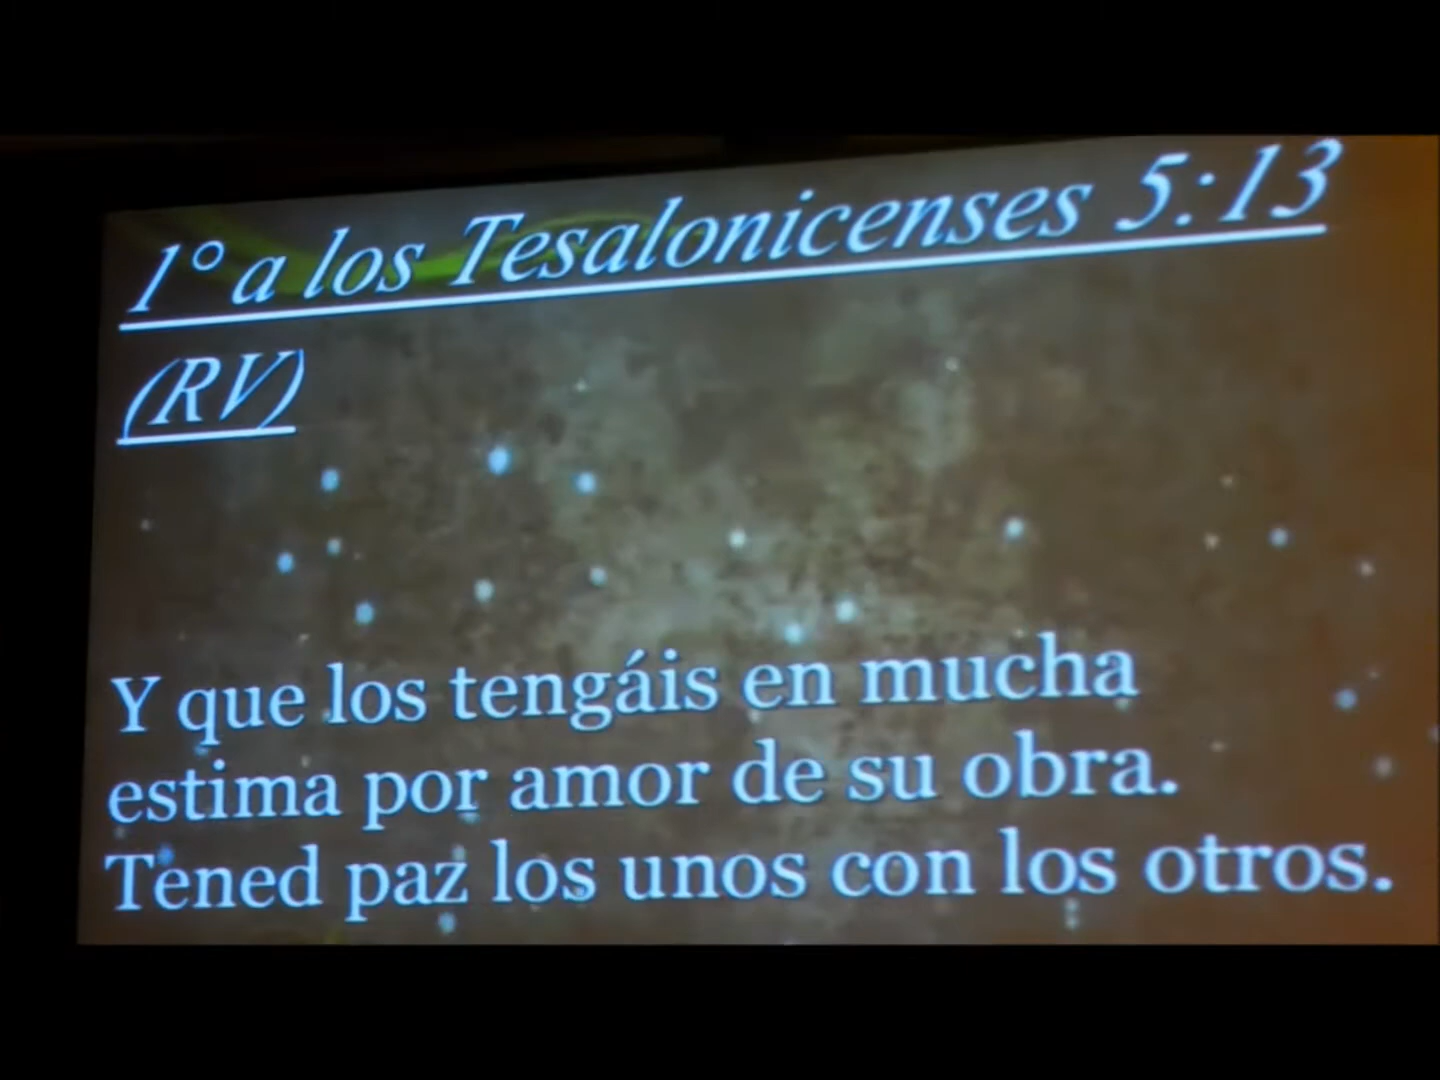 1° a los Tesalonicenses 5:13
(RV)
Y que los tengáis en mucha
estima por amor de su obra.
Tened paz los unos con los otros.